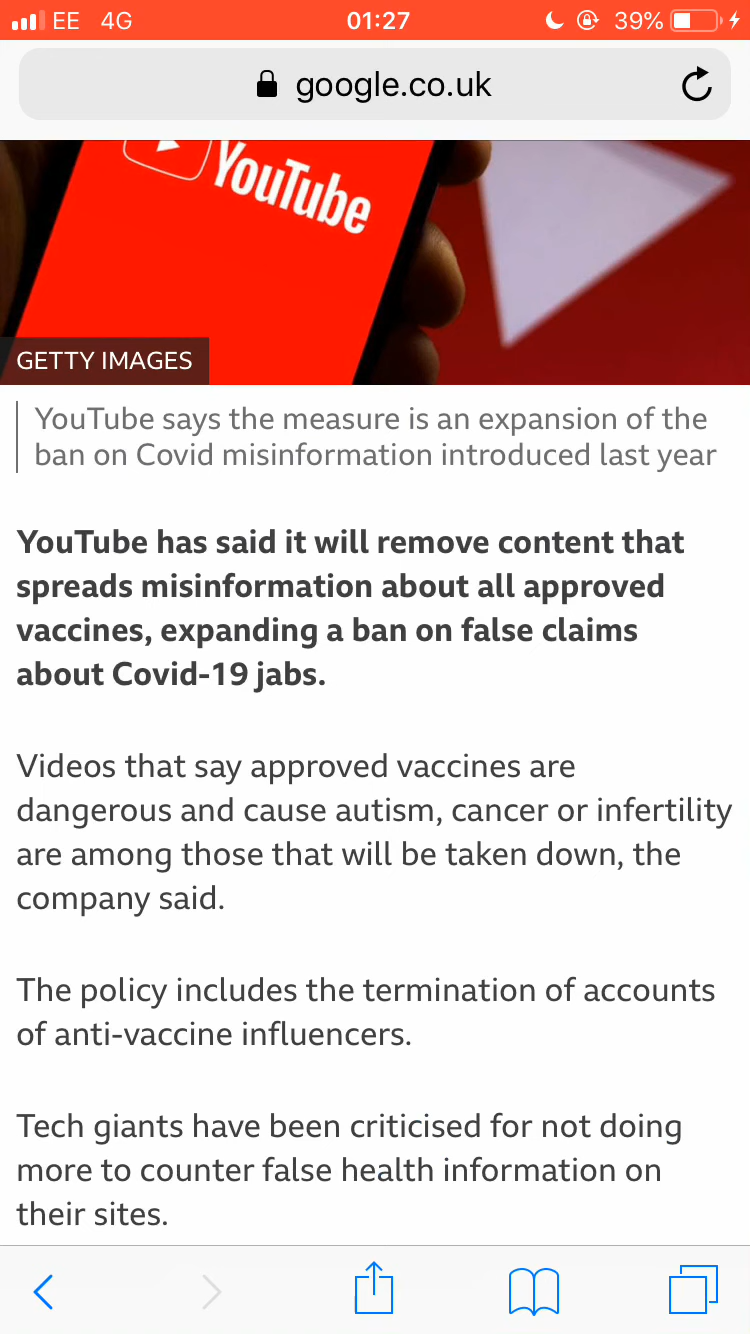 EE 4G 01:27 39%
google.co.uk
YouTube
GETTY IMAGES
YouTube says the measure is an expansion of the
ban on Covid misinformation introduced last year
YouTube has said it will remove content that
spreads misinformation about all approved
vaccines, expanding a ban on false claims
about Covid-19 jabs.
Videos that say approved vaccines are
dangerous and cause autism, cancer or infertility
are among those that will be taken down, the
company said.
The policy includes the termination of accounts
of anti-vaccine influencers.
Tech giants have been criticised for not doing
more to counter false health information on
their sites.